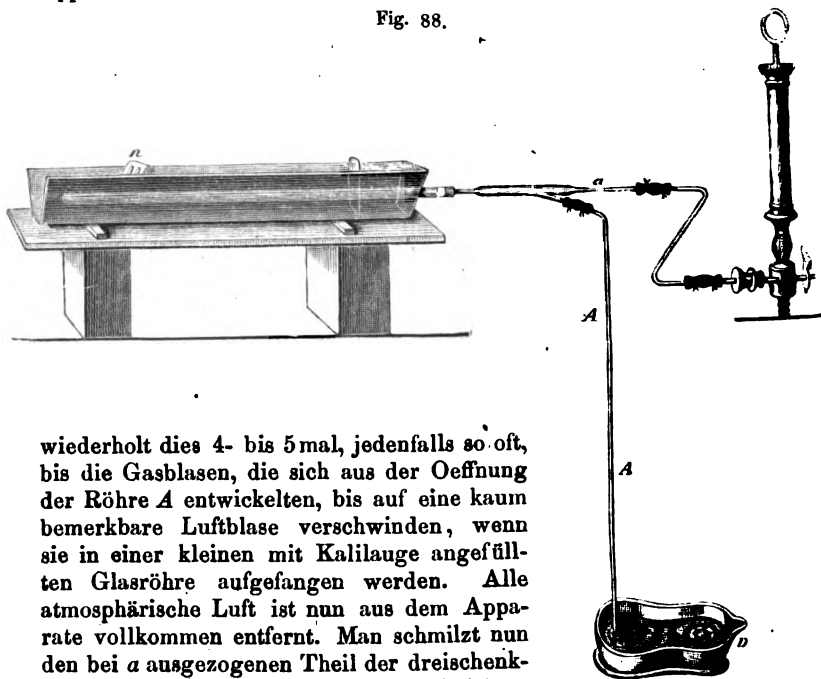 Fig. 88.
n
a
A
A
D
wiederholt dies 4- bis 5mal, jedenfalls so oft,
bis die Gasblasen, die sich aus der Oeffnung
der Röhre A entwickelten, bis auf eine kaum
bemerkbare Luftblase verschwinden, wenn
sie in einer kleinen mit Kalilauge angefüll-
ten Glasröhre aufgefangen werden. Alle
atmosphärische Luft ist nun aus dem Appa-
rate vollkommen entfernt. Man schmilzt nun
den bei a ausgezogenen Theil der dreischenk-